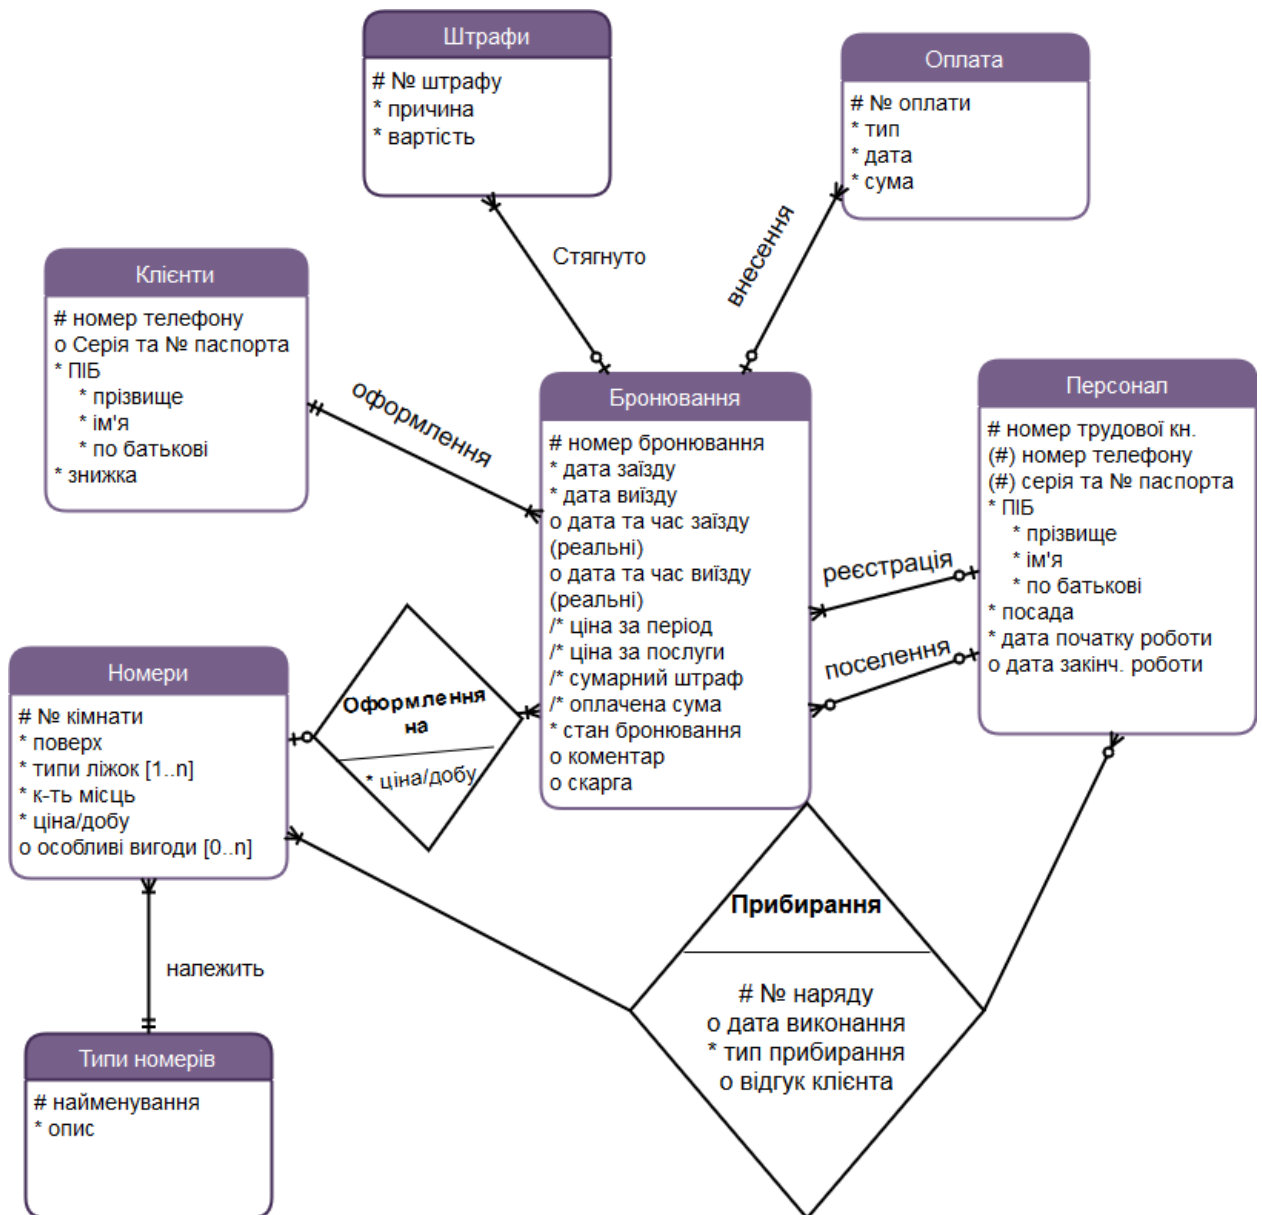 Штрафи
# № штрафу
* причина
* вартість
Оплата
# № оплати
* тип
* дата
* сума
Стягнуто
внесення
Клієнти
# номер телефону
о Серія та № паспорта
* ПІБ
* прізвище
* ім'я
* по батькові
* знижка
оформлення
Бронювання
# номер бронювання
* дата заїзду
* дата виїзду
о дата та час заїзду
(реальні)
о дата та час виїзду
(реальні)
/* ціна за період
/* ціна за послуги
/* сумарний штраф
/* оплачена сума
* стан бронювання
о коментар
о скарга
Персонал
# номер трудової кн.
(#) номер телефону
(#) серія та № паспорта
* ПІБ
* прізвище
* ім'я
* по батькові
* посада
* дата початку роботи
о дата закінч. роботи
реєстрація
поселення
Номери
# № кімнати
* поверх
* типи ліжок [1..n]
* к-ть місць
* ціна/добу
о особливі вигоди [0..n]
Оформлення
на
* ціна/добу
Прибирання
# № наряду
о дата виконання
* тип прибирання
о відгук клієнта
належить
Типи номерів
# найменування
* опис